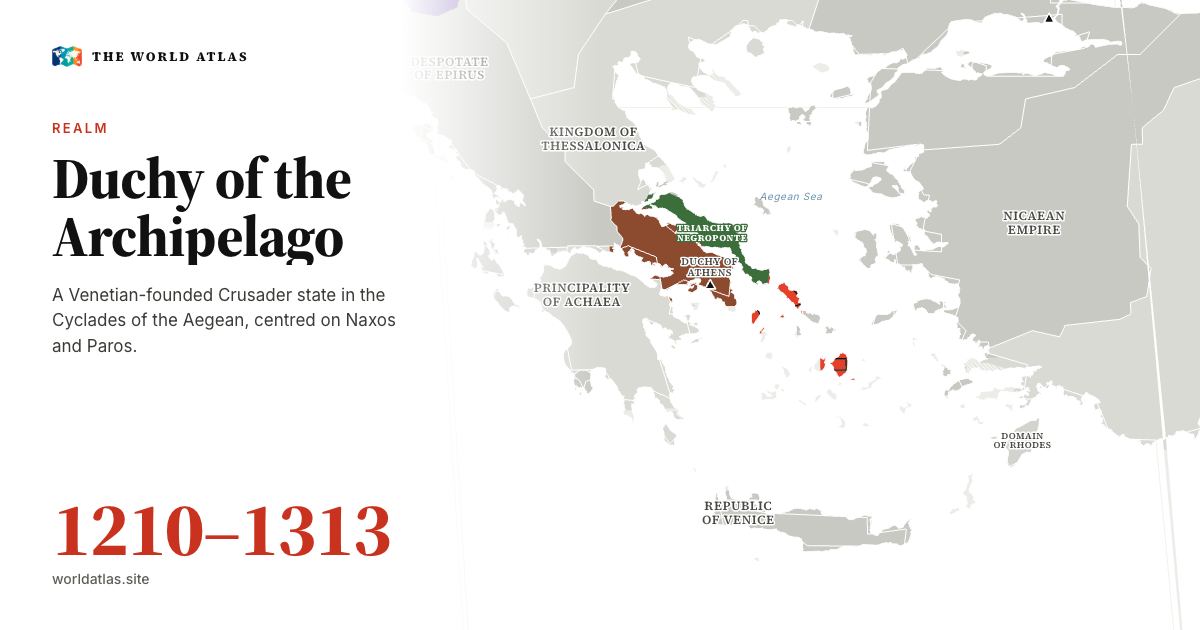 THE WORLD ATLAS
REALM
Duchy of the
Archipelago
A Venetian-founded Crusader state in the
Cyclades of the Aegean, centred on Naxos
and Paros.
1210–1313
worldatlas.site
DESPOTATE
OF EPIRUS
KINGDOM OF
THESSALONICA
Aegean Sea
TRIARCHY OF
NEGROPONTE
DUCHY OF
ATHENS
PRINCIPALITY
OF ACHAEA
NICAEAN
EMPIRE
DOMAIN
OF RHODES
REPUBLIC
OF VENICE